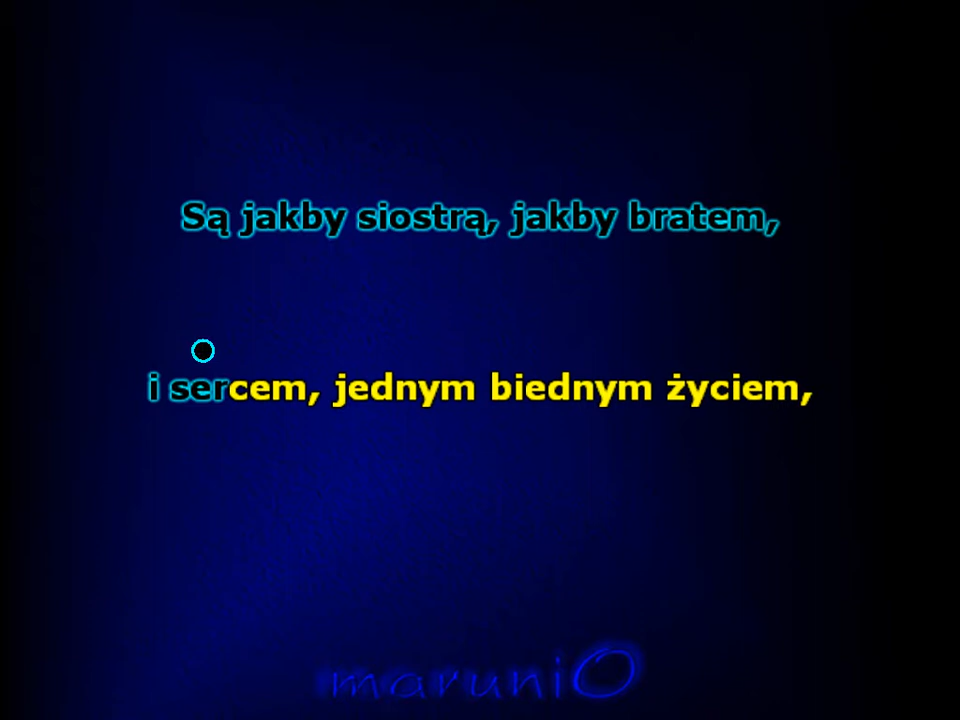 Są jakby siostrą, jakby bratem,
i sercem, jednym biednym życiem,
maruniO